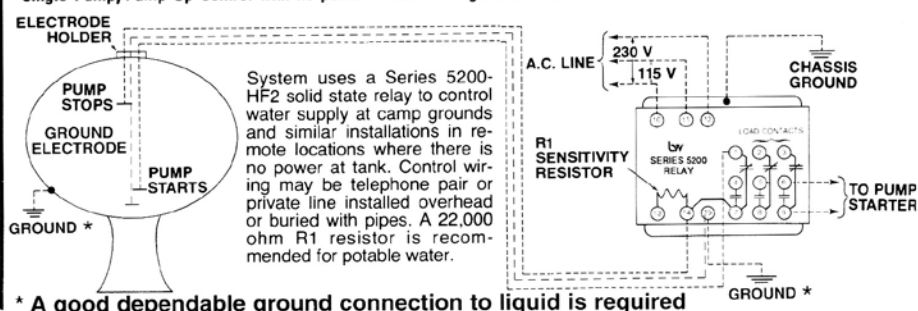 ELECTRODE
HOLDER
PUMP
STOPS
GROUND
ELECTRODE
PUMP
STARTS
GROUND *
System uses a Series 5200-
HF2 solid state relay to control
water supply at camp grounds
and similar installations in re-
mote locations where there is
no power at tank. Control wir-
ing may be telephone pair or
private line installed overhead
or buried with pipes. A 22,000
ohm R1 resistor is recom-
mended for potable water.
A.C. LINE
230 V
115 V
CHASSIS
GROUND
R1
SENSITIVITY
RESISTOR
LOAD CONTACTS
bw
SERIES 5200
RELAY
TO PUMP
STARTER
GROUND *
* A good dependable ground connection to liquid is required